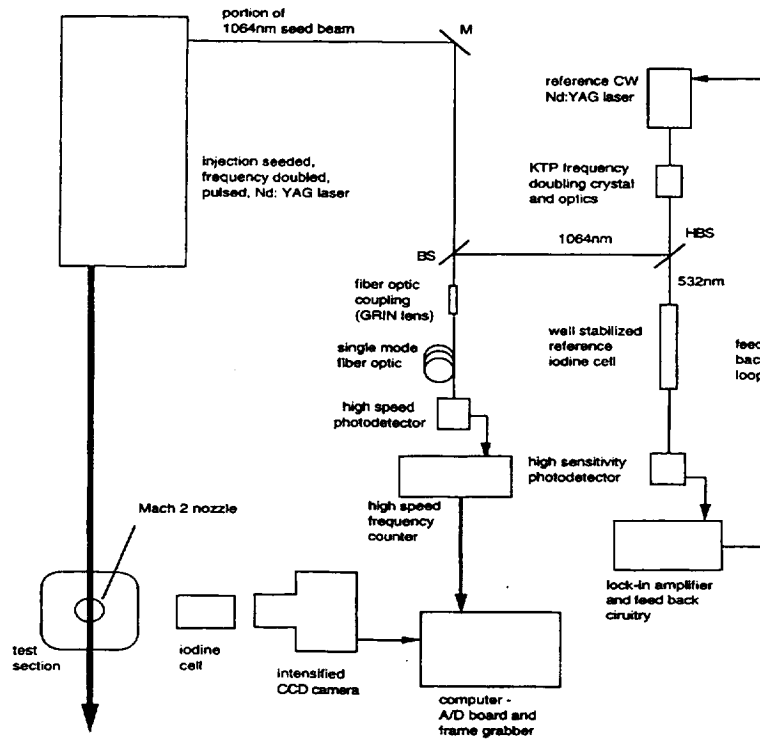 portion of
1064nm seed beam
M
reference CW
Nd:YAG laser
injection seeded,
frequency doubled,
pulsed, Nd: YAG laser
KTP frequency
doubling crystal
and optics
HBS
1064nm
BS
532nm
fiber optic
coupling
(GRIN lens)
well stabilized
reference
iodine cell
single mode
fiber optic
feed
bac
loop
high speed
photodetector
high sensitivity
photodetector
Mach 2 nozzle
high speed
frequency
counter
lock-in amplifier
and feed back
ciruitry
test
section
iodine
cell
intensified
CCD camera
computer -
A/D board and
frame grabber